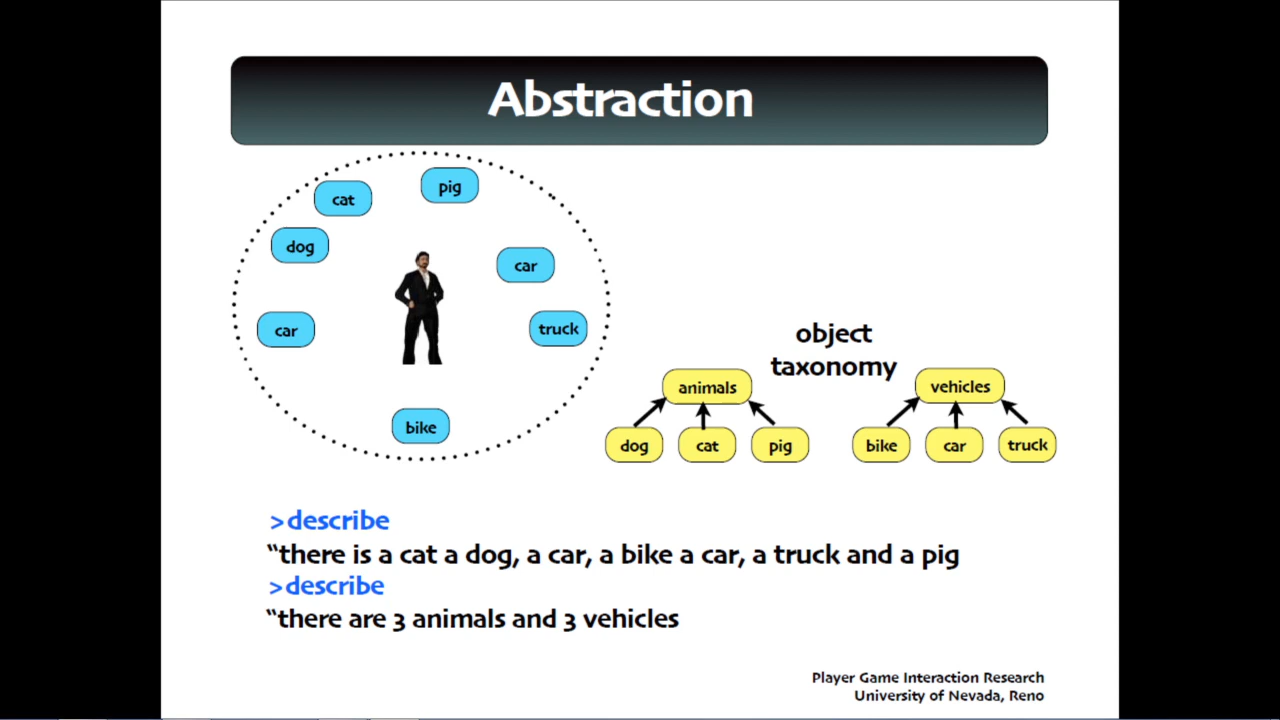 Abstraction
cat
pig
dog
car
car
truck
bike
object
taxonomy
animals
vehicles
dog
cat
pig
bike
car
truck
>describe
“there is a cat a dog, a car, a bike a car, a truck and a pig
>describe
“there are 3 animals and 3 vehicles
Player Game Interaction Research
University of Nevada, Reno